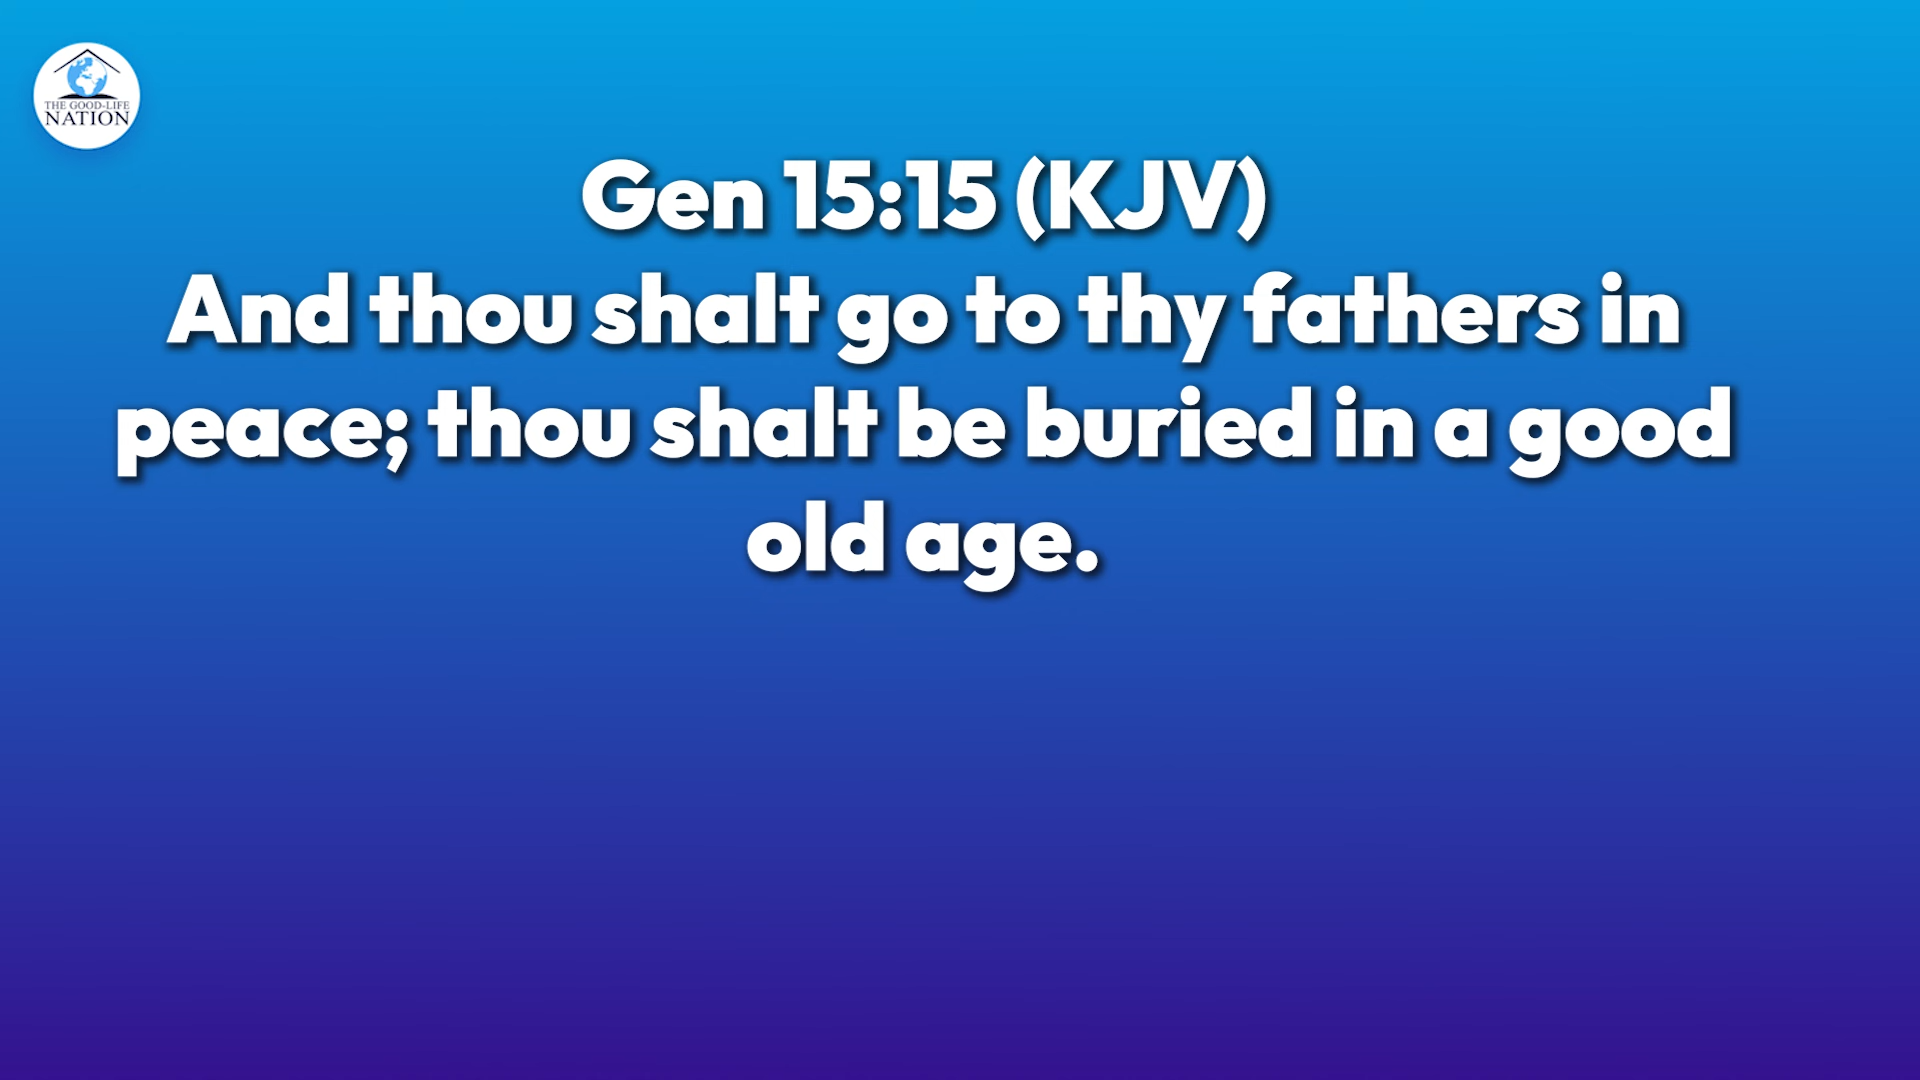 THE GOOD-LIFE
NATION
Gen 15:15 (KJV)
And thou shalt go to thy fathers in
peace; thou shalt be buried in a good
old age.